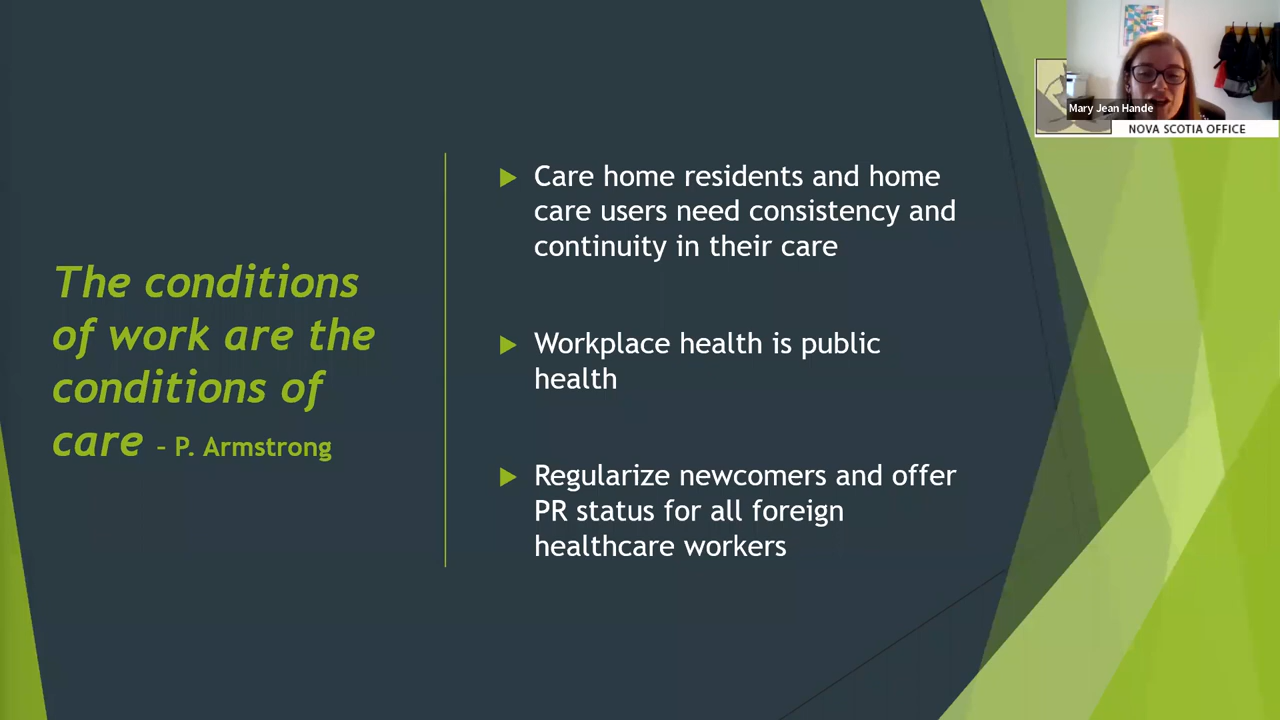 The conditions
of work are the
conditions of
care – P. Armstrong
Care home residents and home
care users need consistency and
continuity in their care
Workplace health is public
health
Regularize newcomers and offer
PR status for all foreign
healthcare workers
Mary Jean Hande
NOVA SCOTIA OFFICE